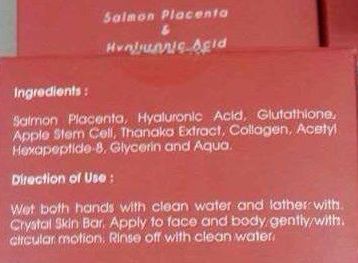 Salmon Placenta
&
Hyaluronic Acid
Ingredients :
Salmon Placenta, Hyaluronic Acid, Glutathione,
Apple Stem Cell, Thanaka Extract, Collagen, Acetyl
Hexapeptide-8, Glycerin and Aqua.
Direction of Use :
Wet both hands with clean water and lather with
Crystal Skin Bar. Apply to face and body gently with
circular motion. Rinse off with clean water.